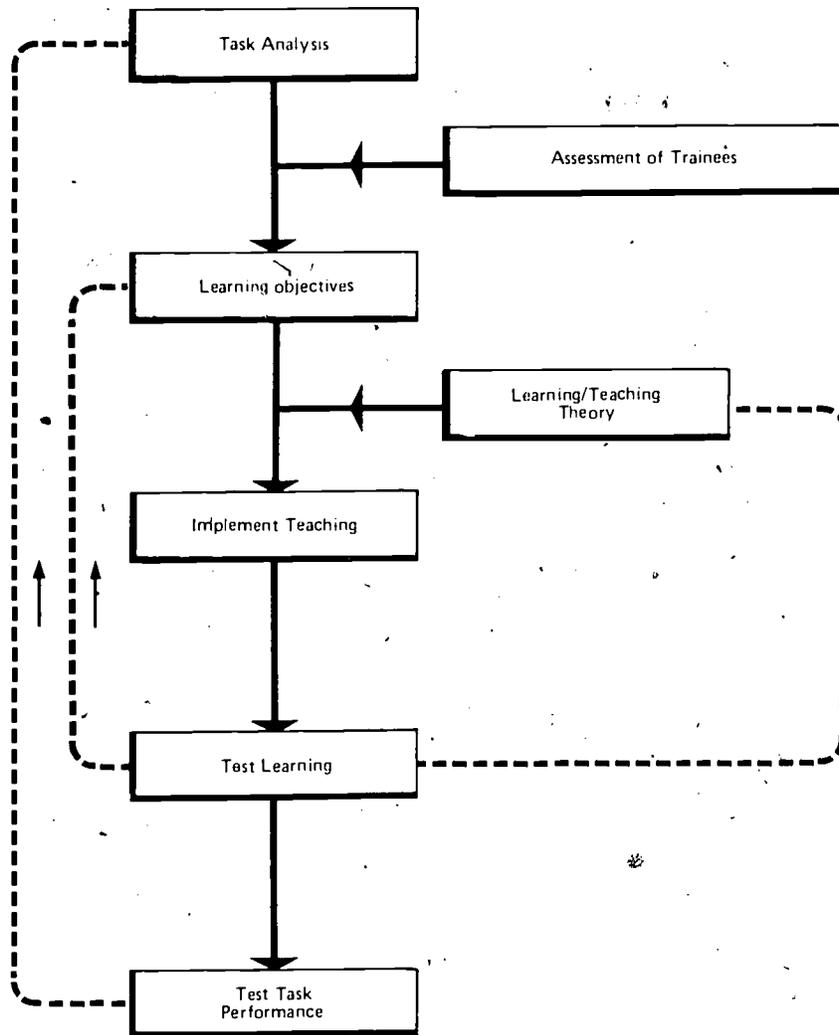 Task Analysis
Assessment of Trainees
Learning objectives
Learning/Teaching
Theory
Implement Teaching
Test Learning
Test Task
Performance